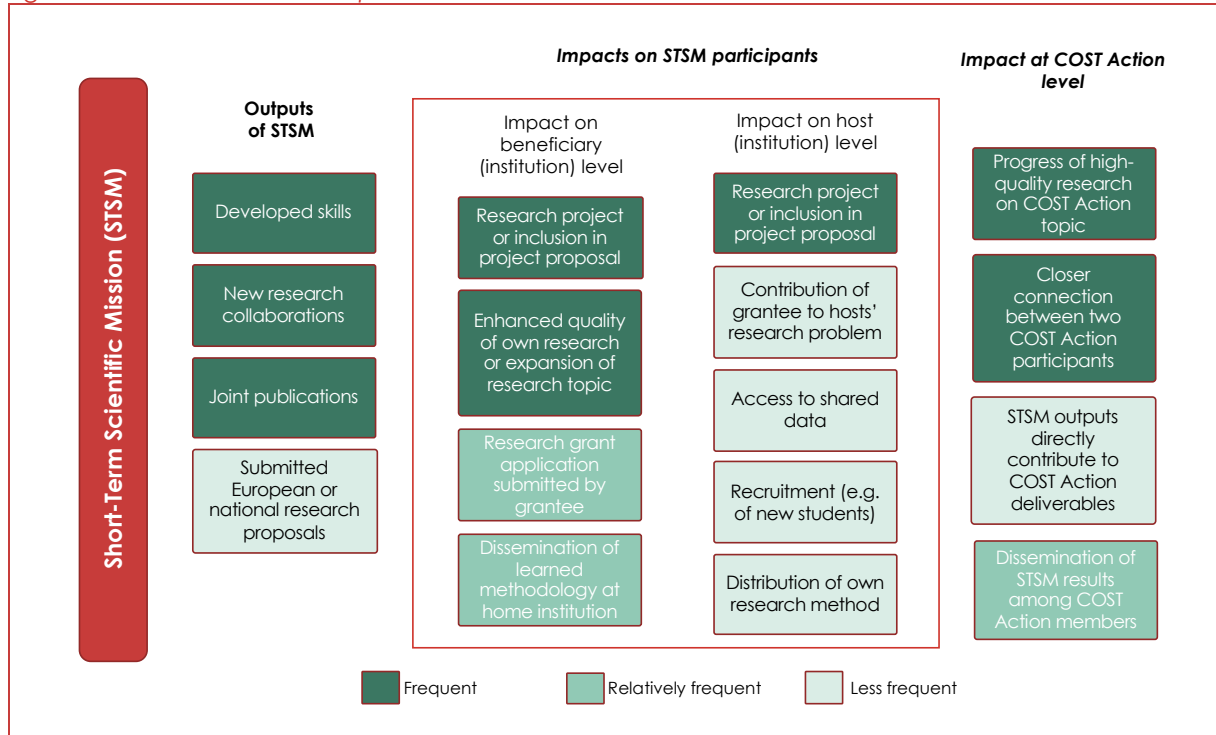 Short-Term Scientific Mission (STSM)
Outputs
of STSM
Developed skills
New research
collaborations
Joint publications
Submitted
European or
national research
proposals
Impacts on STSM participants
Impact on
beneficiary
(institution) level
Research project
or inclusion in
project proposal
Enhanced quality
of own research
or expansion of
research topic
Research grant
application
submitted by
grantee
Dissemination of
learned
methodology at
home institution
Impact on host
(institution) level
Research project
or inclusion in
project proposal
Contribution of
grantee to hosts'
research problem
Access to shared
data
Recruitment (e.g.
of new students)
Distribution of own
research method
Impact at COST Action
level
Progress of high-
quality research
on COST Action
topic
Closer
connection
between two
COST Action
participants
STSM outputs
directly
contribute to
COST Action
deliverables
Dissemination of
STSM results
among COST
Action members
Frequent
Relatively frequent
Less frequent